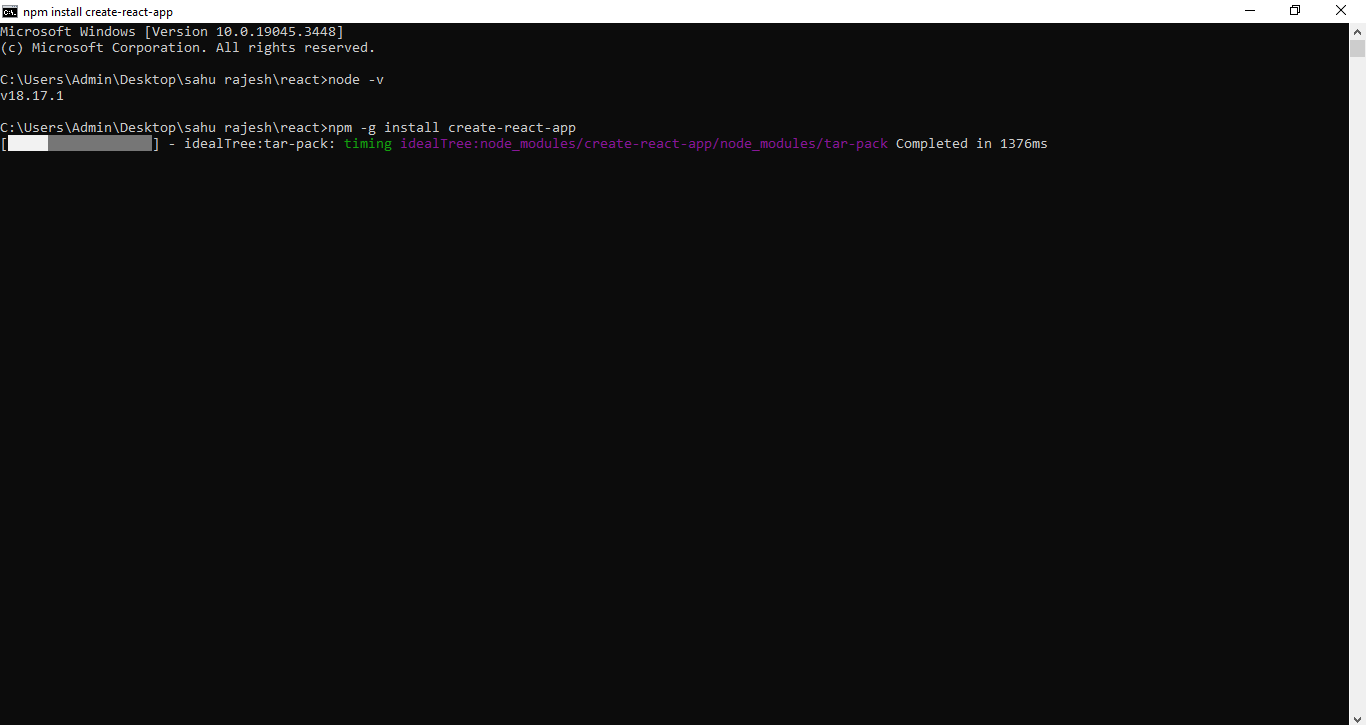 npm install create-react-app
Microsoft Windows [Version 10.0.19045.3448]
(c) Microsoft Corporation. All rights reserved.
C:\Users\Admin\Desktop\sahu rajesh\react>node -v
v18.17.1
C:\Users\Admin\Desktop\sahu rajesh\react>npm -g install create-react-app
[                  ] - idealTree:tar-pack: timing idealTree:node_modules/create-react-app/node_modules/tar-pack Completed in 1376ms